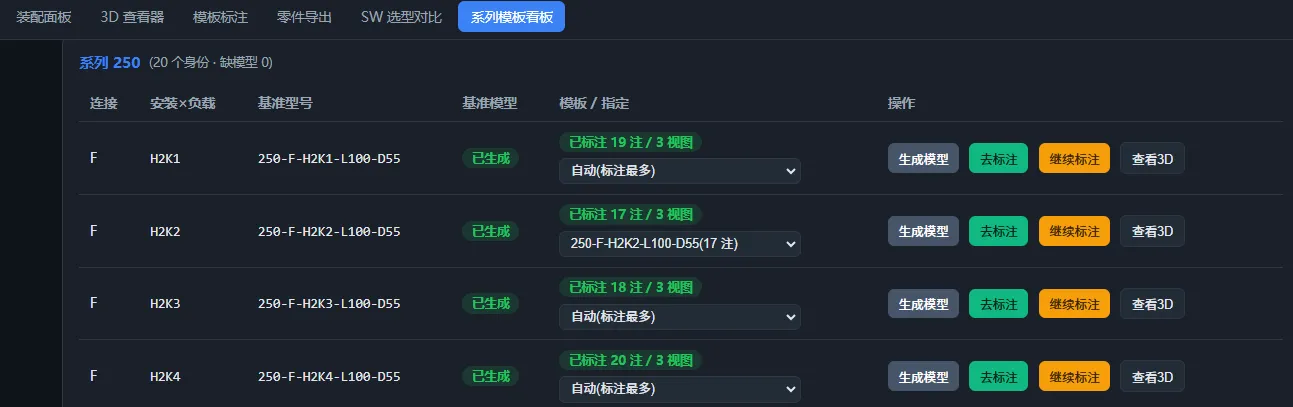 装配面板 3D 查看器 模板标注 零件导出 SW 选型对比 系列模板看板
系列 250 (20 个身份 · 缺模型 0)
连接 安装×负载 基准型号 基准模型 模板 / 指定 操作
已标注 19 注 / 3 视图
F H2K1 250-F-H2K1-L100-D55 已生成 生成模型 去标注 继续标注 查看3D
自动(标注最多)
已标注 17 注 / 3 视图
F H2K2 250-F-H2K2-L100-D55 已生成 生成模型 去标注 继续标注 查看3D
250-F-H2K2-L100-D55(17 注)
已标注 18 注 / 3 视图
F H2K3 250-F-H2K3-L100-D55 已生成 生成模型 去标注 继续标注 查看3D
自动(标注最多)
已标注 20 注 / 3 视图
F H2K4 250-F-H2K4-L100-D55 已生成 生成模型 去标注 继续标注 查看3D
自动(标注最多)